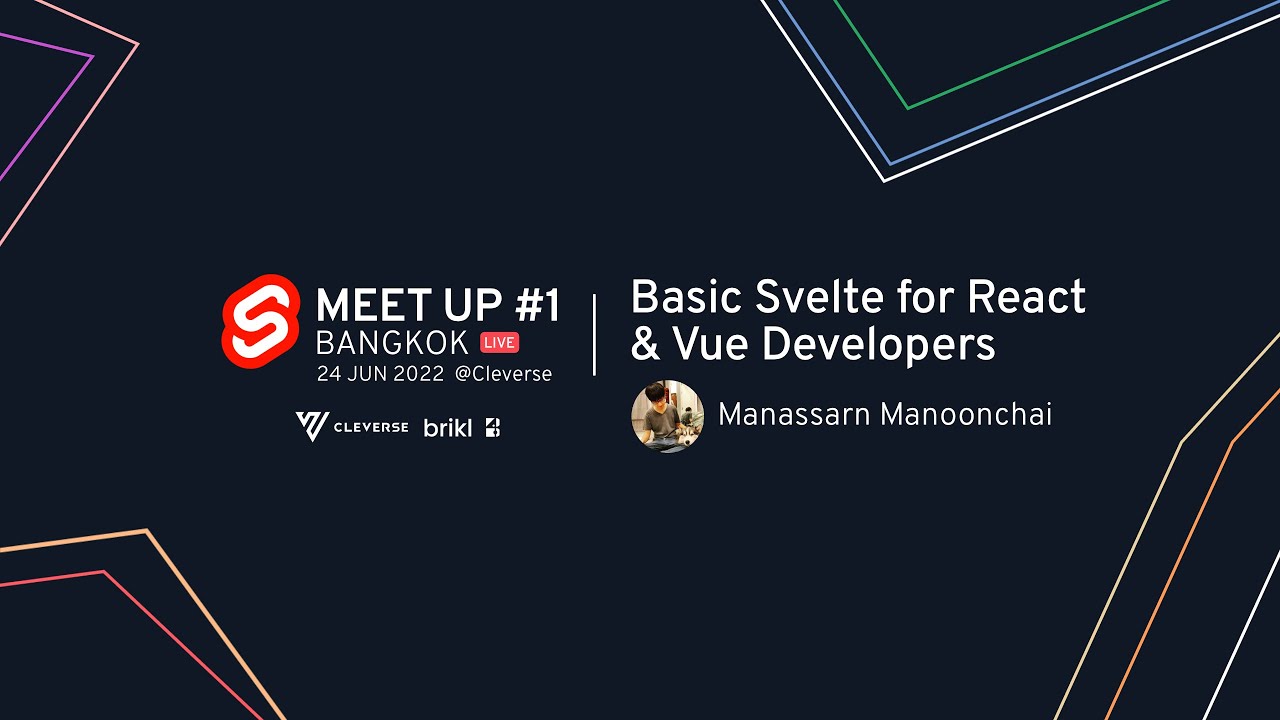 MEET UP #1
BANGKOK LIVE
24 JUN 2022 @Cleverse
CLEVERSE brikl
Basic Svelte for React
& Vue Developers
Manassarn Manoonchai